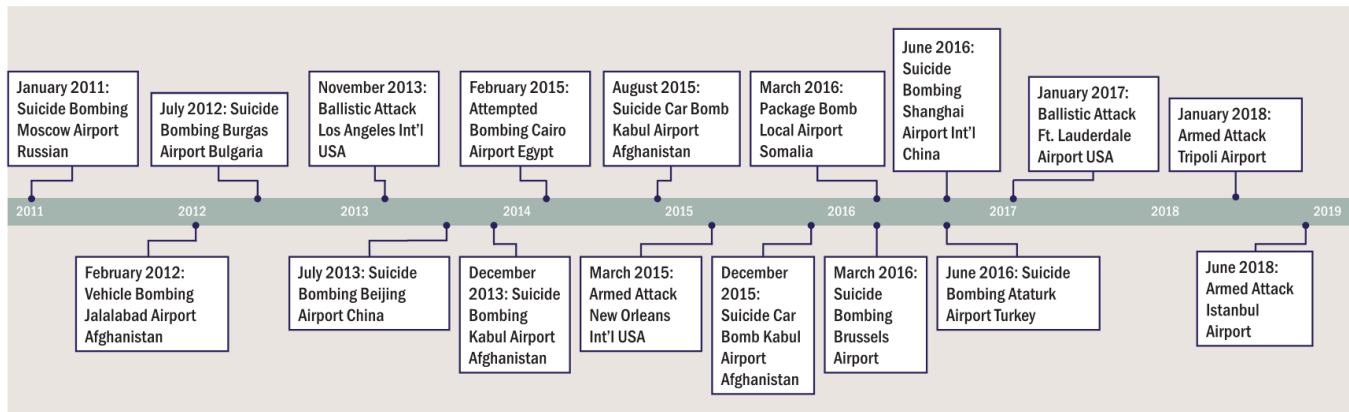 January 2011:
Suicide Bombing
Moscow Airport
Russian
July 2012: Suicide
Bombing Burgas
Airport Bulgaria
November 2013:
Ballistic Attack
Los Angeles Int'l
USA
February 2015:
Attempted
Bombing Cairo
Airport Egypt
August 2015:
Suicide Car Bomb
Kabul Airport
Afghanistan
March 2016:
Package Bomb
Local Airport
Somalia
June 2016:
Suicide
Bombing
Shanghai
Airport Int'l
China
January 2017:
Ballistic Attack
Ft. Lauderdale
Airport USA
January 2018:
Armed Attack
Tripoli Airport
2011 2012 2013 2014 2015 2016 2017 2018 2019
February 2012:
Vehicle Bombing
Jalalabad Airport
Afghanistan
July 2013: Suicide
Bombing Beijing
Airport China
December
2013: Suicide
Bombing
Kabul Airport
Afghanistan
March 2015:
Armed Attack
New Orleans
Int'l USA
December
2015:
Suicide Car
Bomb Kabul
Airport
Afghanistan
March 2016:
Suicide
Bombing
Brussels
Airport
June 2016: Suicide
Bombing Ataturk
Airport Turkey
June 2018:
Armed Attack
Istanbul
Airport